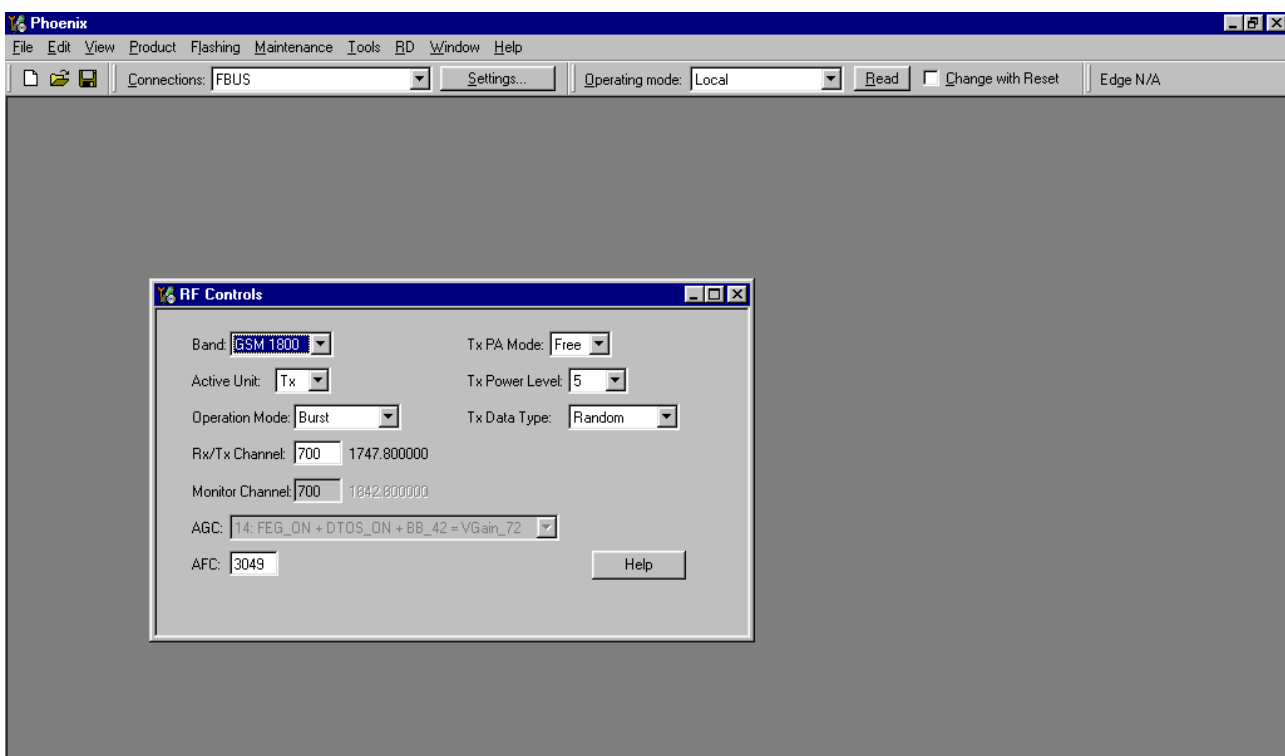 Phoenix
File Edit View Product Flashing Maintenance Tools RD Window Help
Connections: FBUS Settings... Operating mode: Local Read Change with Reset Edge N/A
RF Controls
Band: GSM 1800 Tx PA Mode: Free
Active Unit: Tx Tx Power Level: 5
Operation Mode: Burst Tx Data Type: Random
Rx/Tx Channel: 700 1747.800000
Monitor Channel: 700 1842.800000
AGC: 14: FEG_ON + DTOS_ON + BB_42 = VGain_72
AFC: 3049 Help